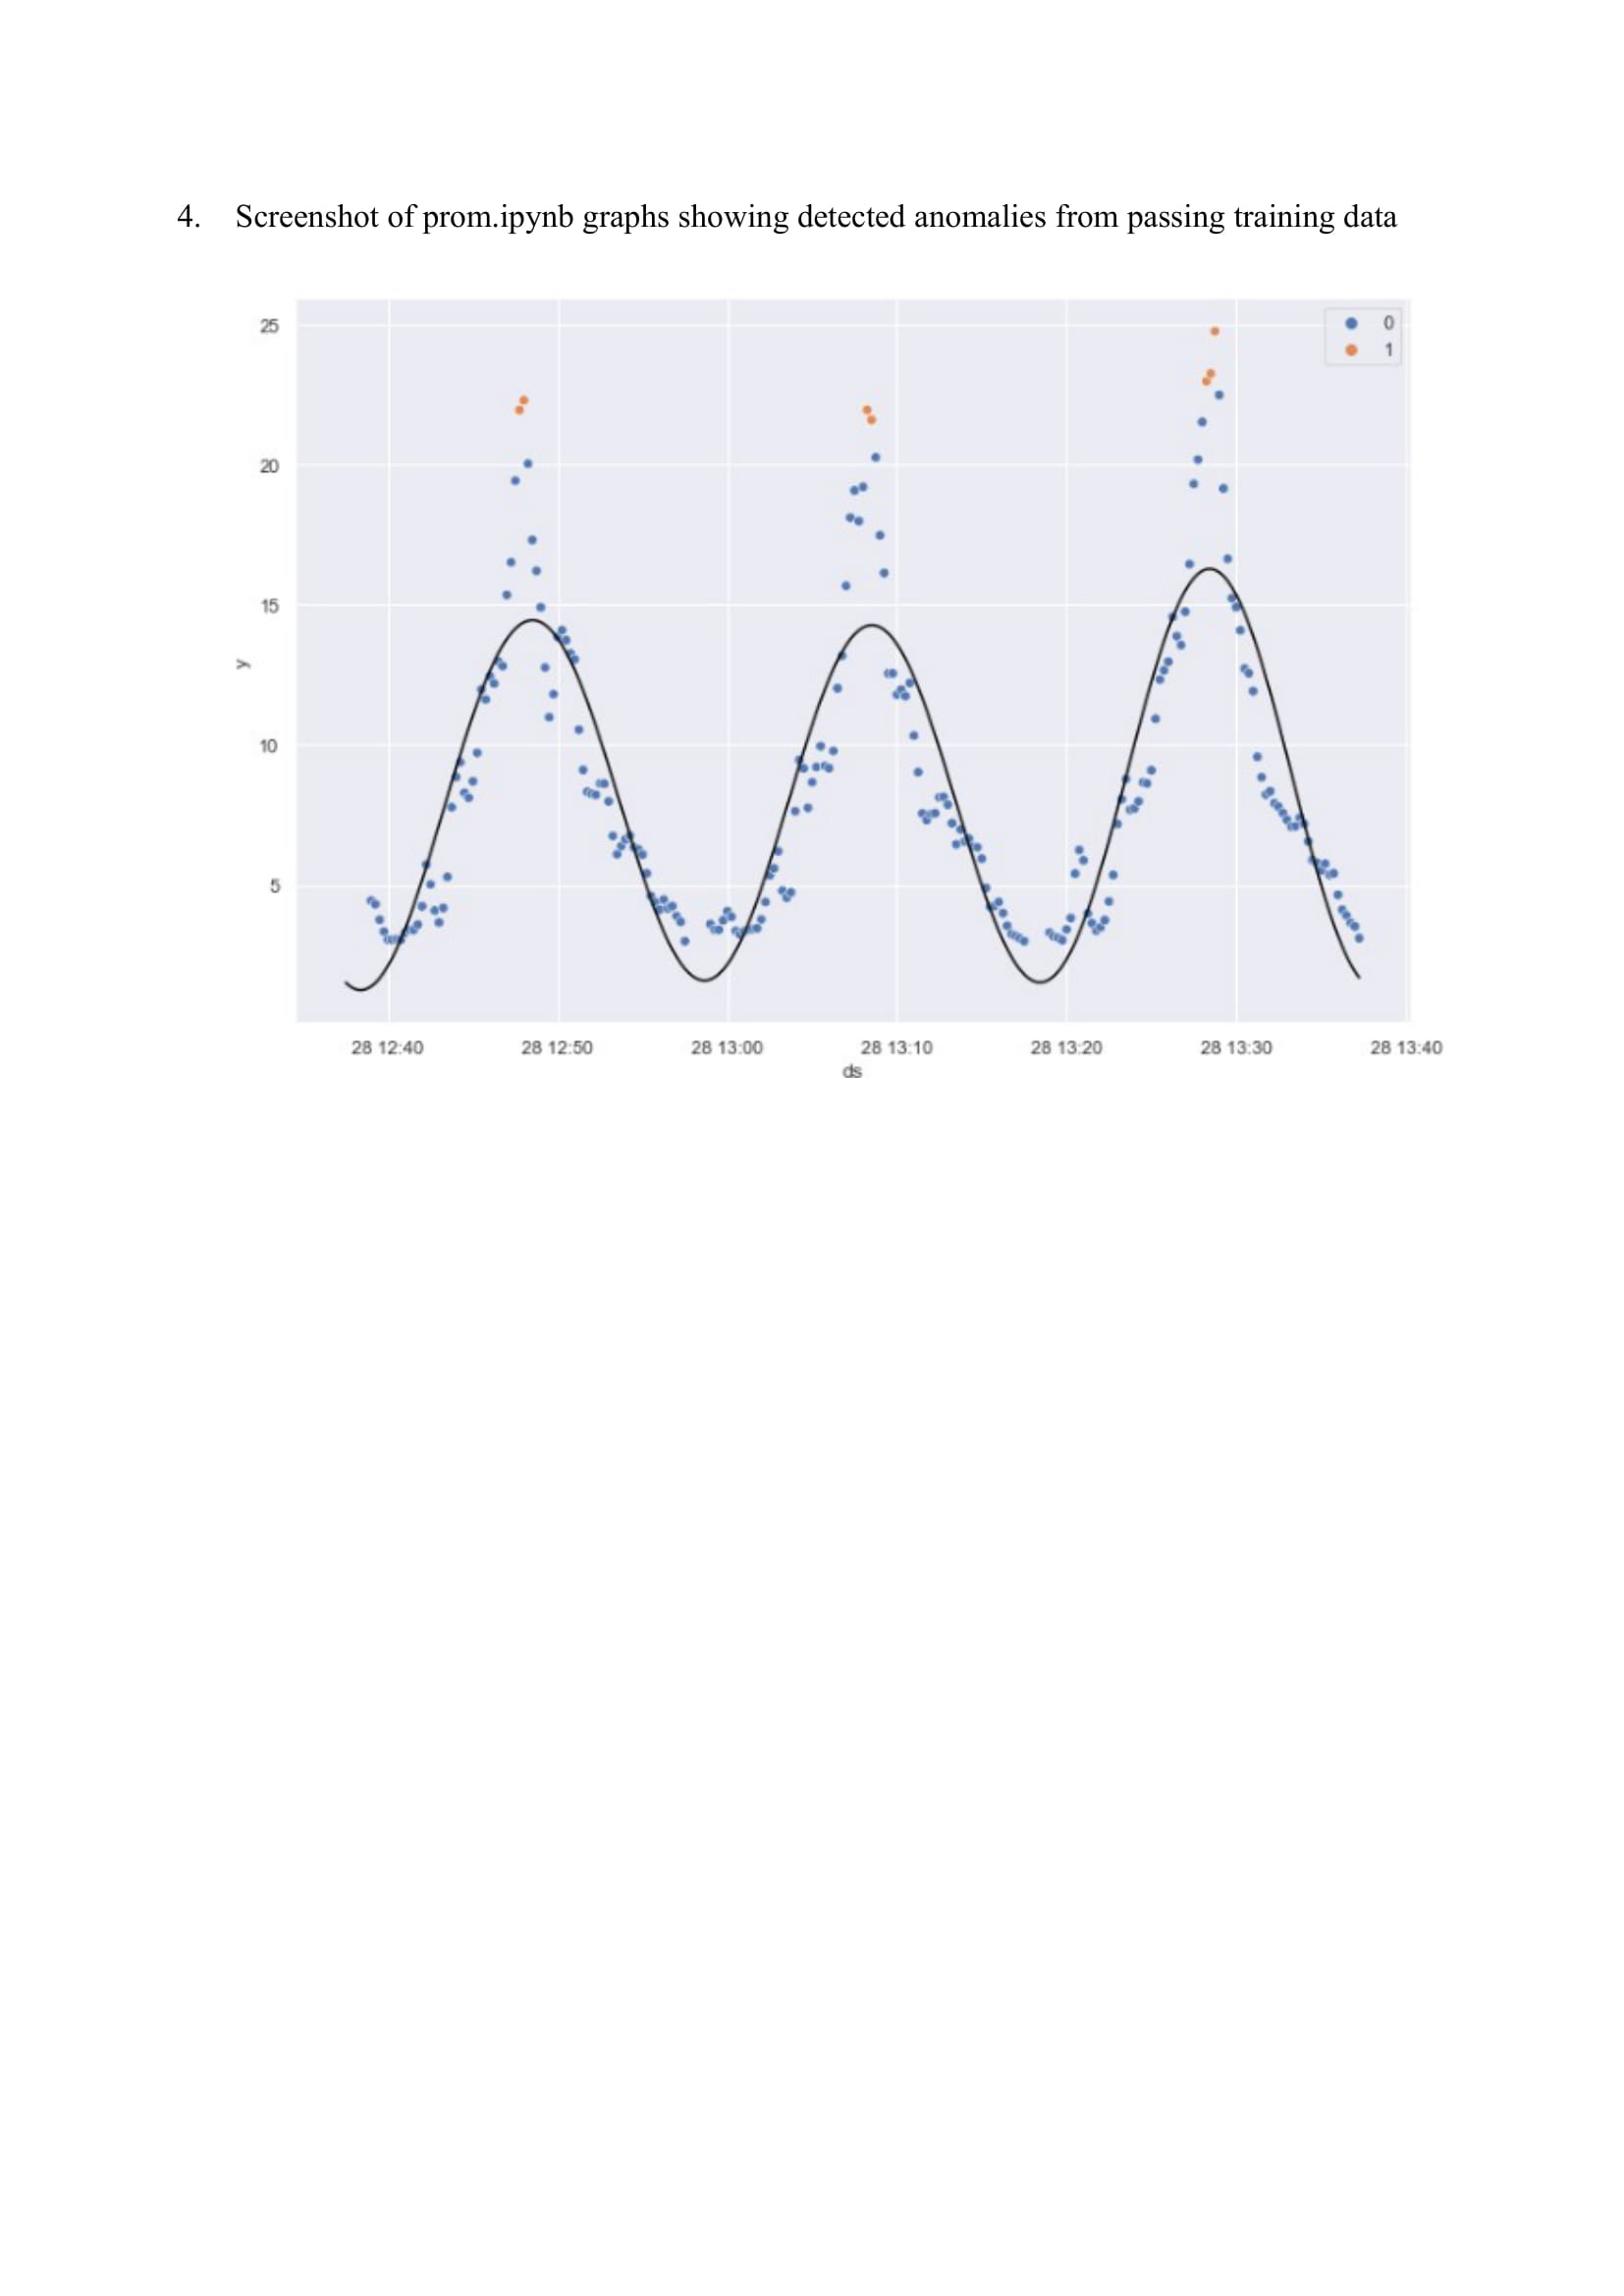 4. Screenshot of prom.ipynb graphs showing detected anomalies from passing training data
25
20
15
10
5
y
0
1
28 12:40 28 12:50 28 13:00 28 13:10 28 13:20 28 13:30 28 13:40
ds